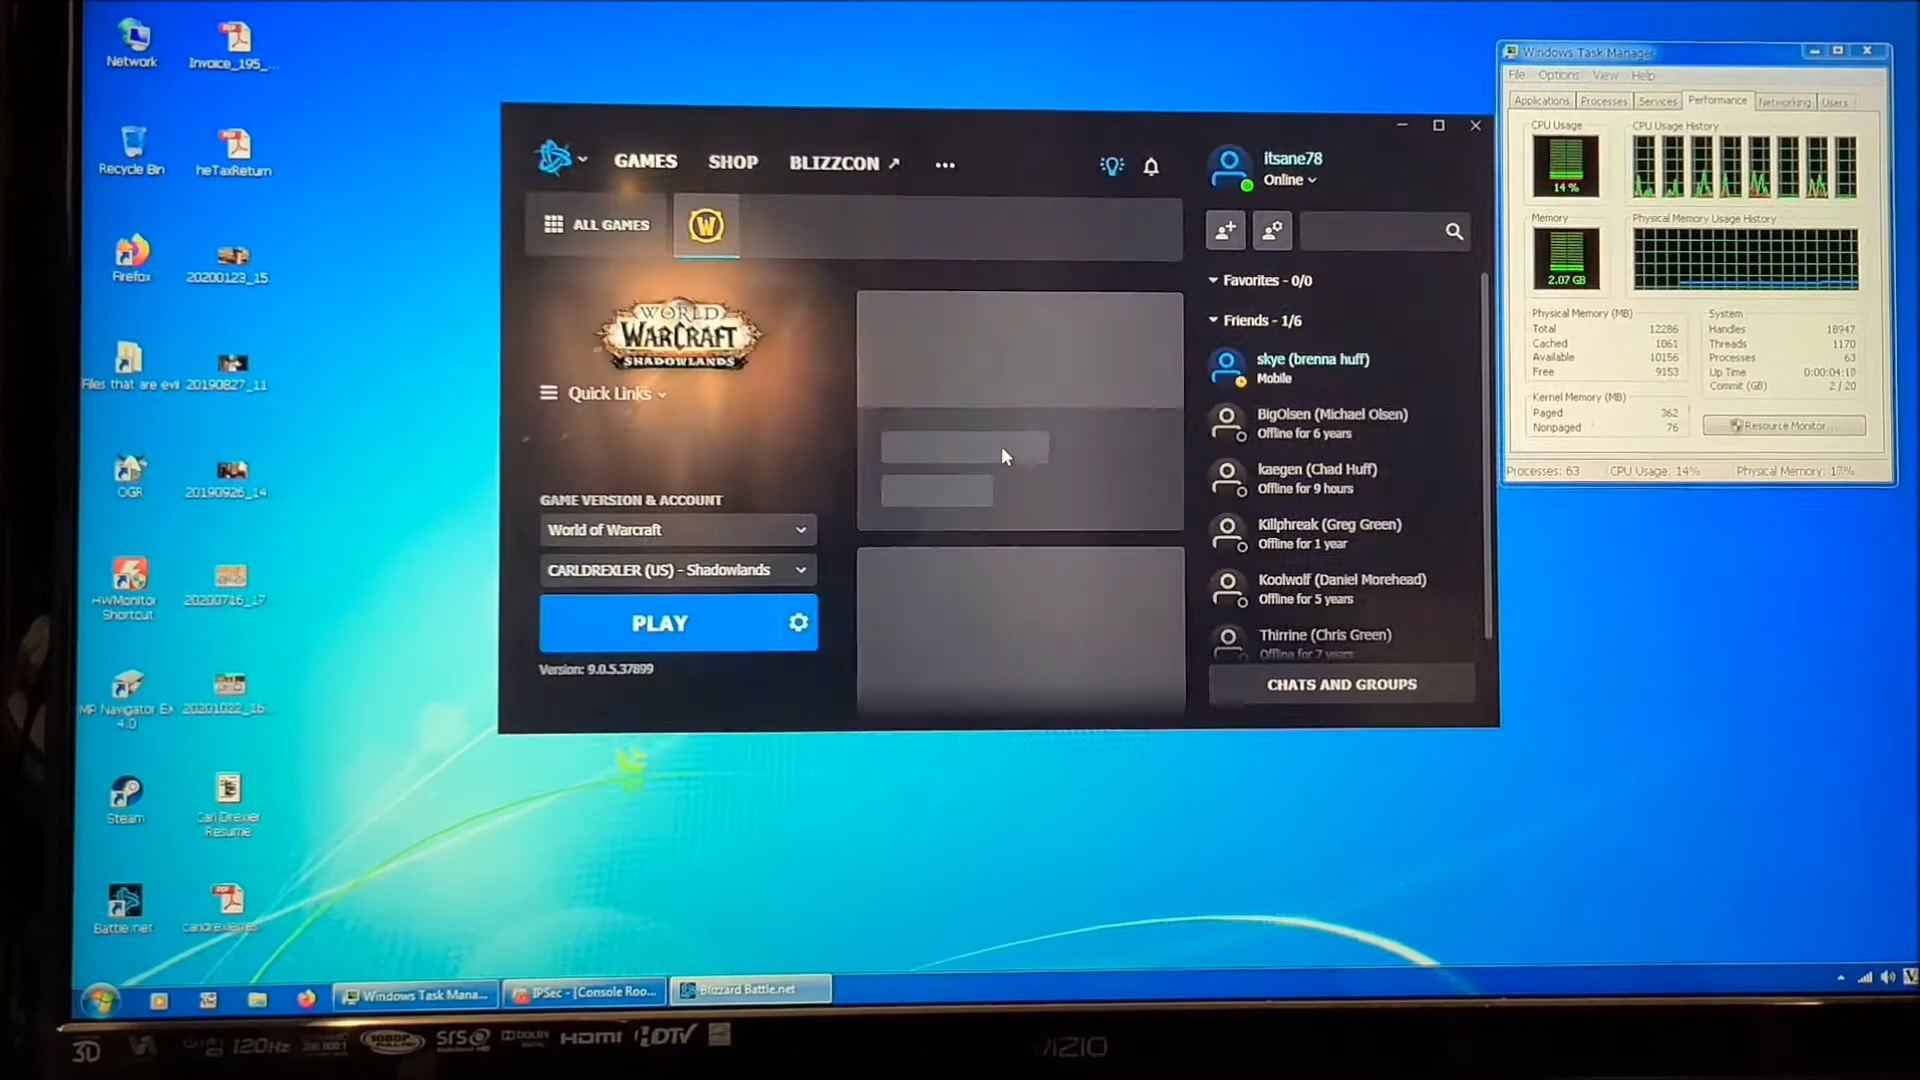 Network
Invoice_195_...
Recycle Bin
heTaxReturn
Firefox
20200123_15...
Files that are evil
20190827_11...
OGR
20190926_14...
HWMonitor - Shortcut
20200716_17...
MP Navigator EX 4.0
20201022_16...
Steam
Carl Drexler Resume
Battle.net
GAMES
SHOP
BLIZZCON
ALL GAMES
W
WORLD
WARCRAFT
SHADOWLANDS
Quick Links
GAME VERSION & ACCOUNT
World of Warcraft
CARLDREXLER (US) - Shadowlands
PLAY
Version: 9.0.5.37899
itsane78
Online
Favorites - 0/0
Friends - 1/6
skye (brenna huff)
Mobile
BigOlsen (Michael Olsen)
Offline for 6 years
kaegen (Chad Huff)
Offline for 9 hours
Killphreak (Greg Green)
Offline for 1 year
Koolwolf (Daniel Morehead)
Offline for 5 years
Thirrine (Chris Green)
Offline for 7 years
CHATS AND GROUPS
Windows Task Manager
File Options View Help
Applications Processes Services Performance Networking Users
CPU Usage
CPU Usage History
14 %
Memory
Physical Memory Usage History
2.07 GB
Physical Memory (MB)
Total 12286
Cached 1061
Available 10156
Free 9153
Kernel Memory (MB)
Paged 362
Nonpaged 76
System
Handles 18947
Threads 1170
Processes 63
Up Time 0:00:04:18
Commit (GB) 2 / 20
Resource Monitor...
Processes: 63 CPU Usage: 14% Physical Memory: 17%
Windows Task Mana...
IPSec - [Console Roo...
Blizzard Battle.net
3D
120Hz
1080P
SRS
DOLBY
HDMI
HDTV
VIZIO